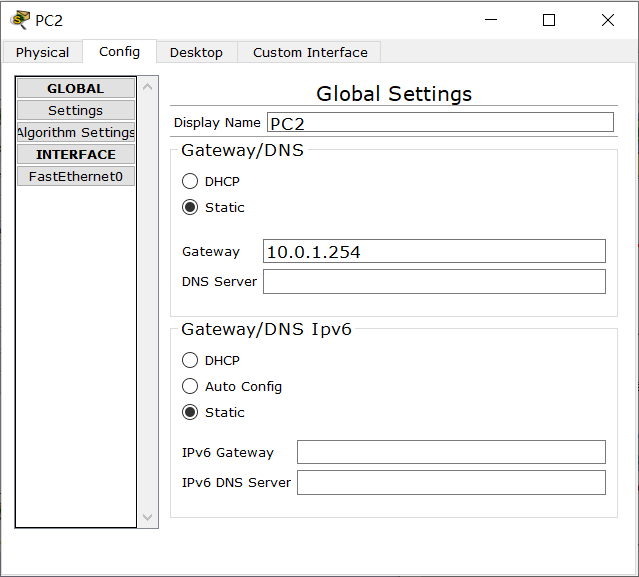 PC2
Physical Config Desktop Custom Interface
GLOBAL
Settings
Algorithm Settings
INTERFACE
FastEthernet0
Global Settings
Display Name PC2
Gateway/DNS
DHCP
Static
Gateway 10.0.1.254
DNS Server
Gateway/DNS Ipv6
DHCP
Auto Config
Static
IPv6 Gateway
IPv6 DNS Server